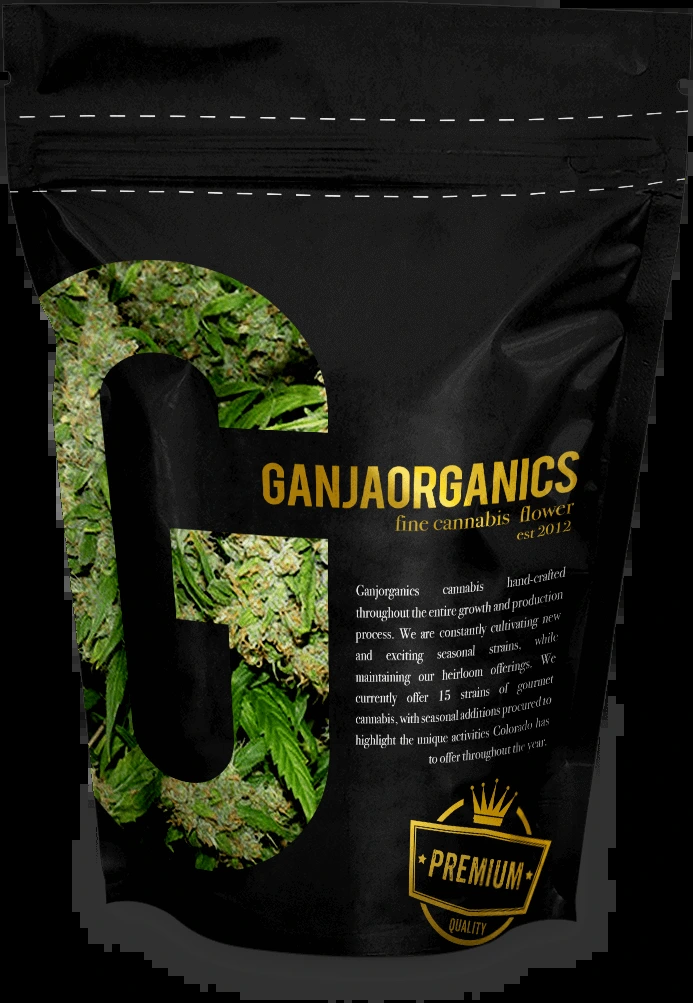 G
GANJAORGANICS
fine cannabis flower
est 2012
Ganjorganics cannabis hand-crafted
throughout the entire growth and production
process. We are constantly cultivating new
and exciting seasonal strains, while
maintaining our heirloom offerings. We
currently offer 15 strains of gourmet
cannabis, with seasonal additions procured to
highlight the unique activities Colorado has
to offer throughout the year.
PREMIUM
QUALITY